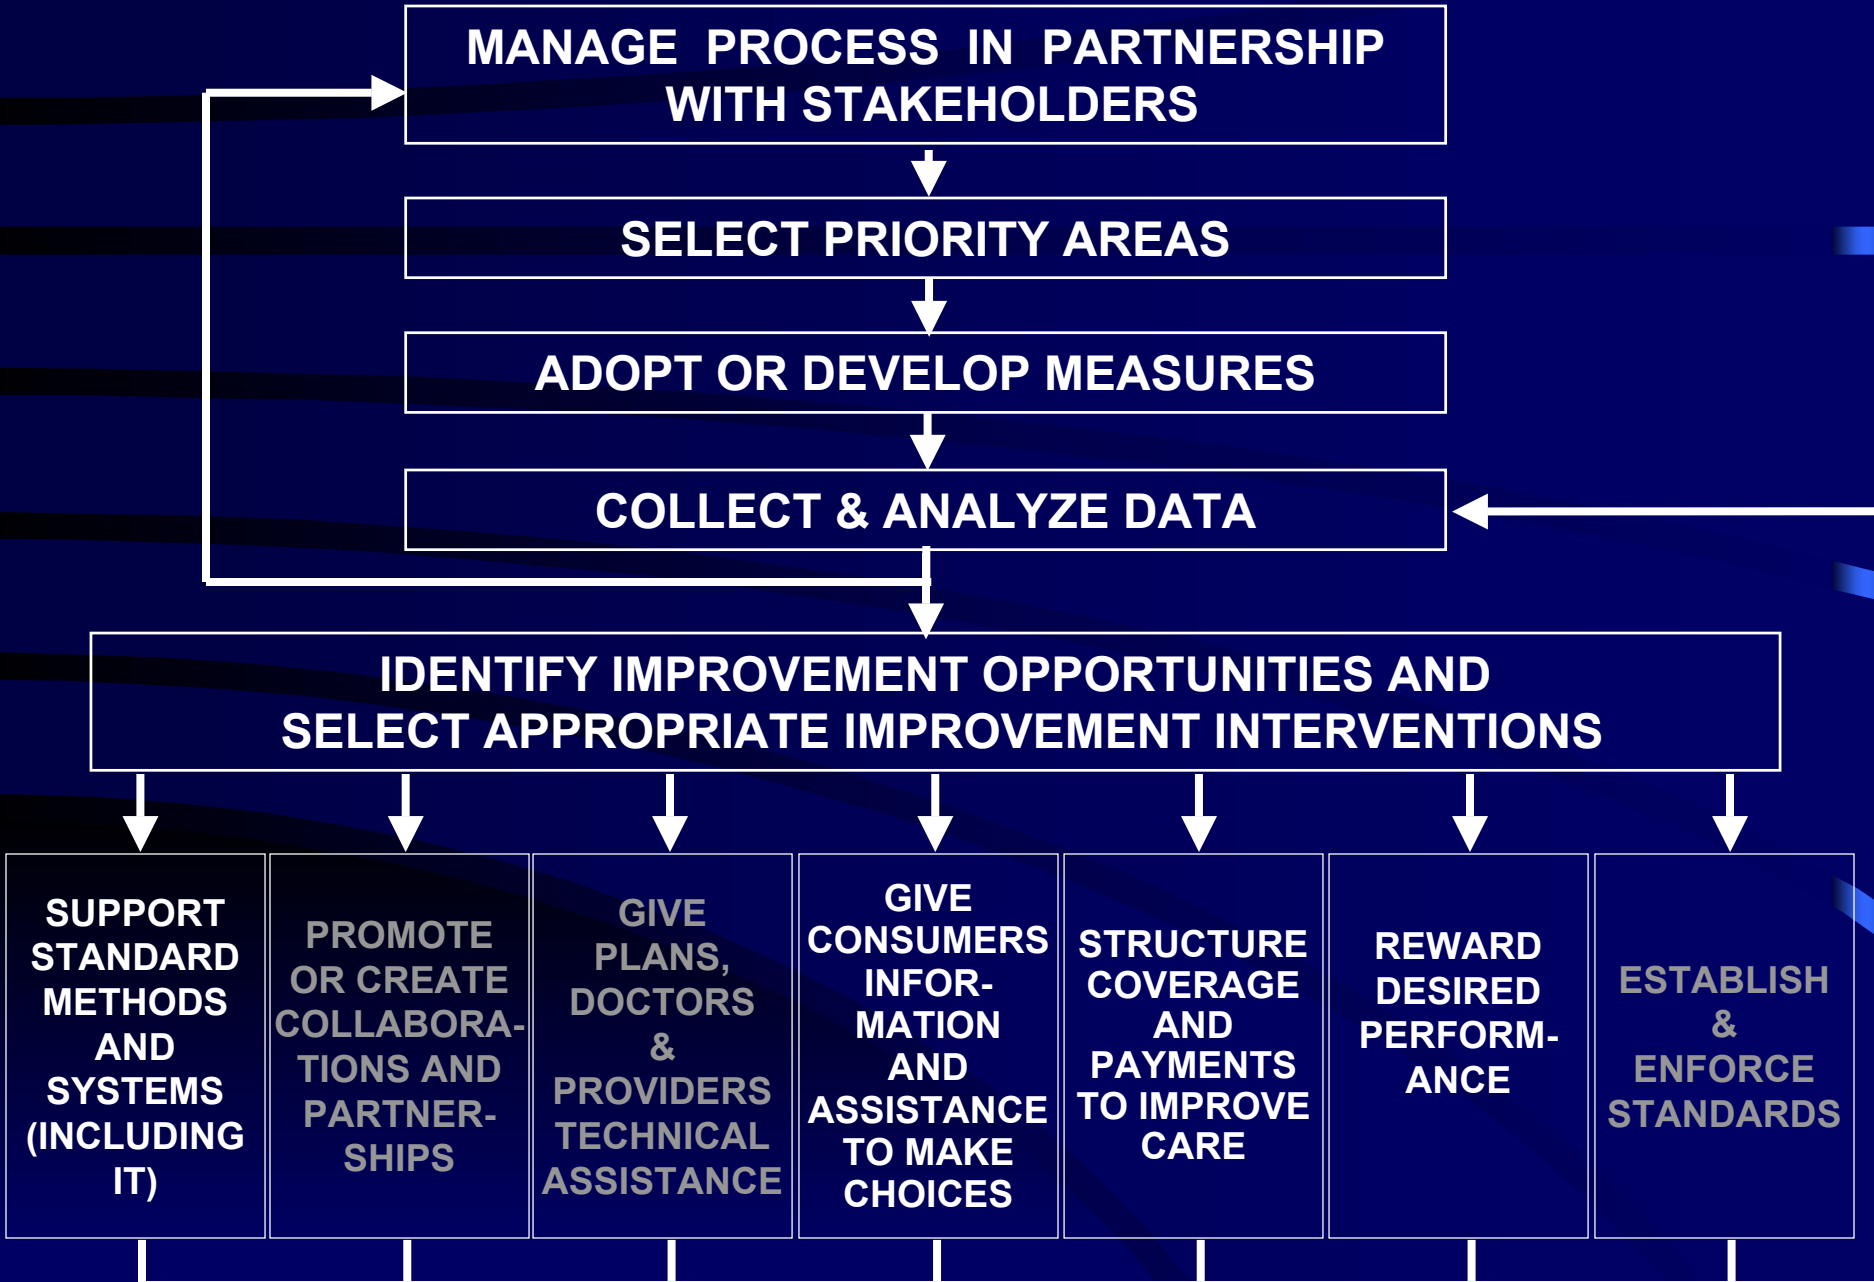 MANAGE PROCESS IN PARTNERSHIP
WITH STAKEHOLDERS
SELECT PRIORITY AREAS
ADOPT OR DEVELOP MEASURES
COLLECT & ANALYZE DATA
IDENTIFY IMPROVEMENT OPPORTUNITIES AND
SELECT APPROPRIATE IMPROVEMENT INTERVENTIONS
SUPPORT
STANDARD
METHODS
AND
SYSTEMS
(INCLUDING
IT)
PROMOTE
OR CREATE
COLLABORA-
TIONS AND
PARTNER-
SHIPS
GIVE
PLANS,
DOCTORS
&
PROVIDERS
TECHNICAL
ASSISTANCE
GIVE
CONSUMERS
INFOR-
MATION
AND
ASSISTANCE
TO MAKE
CHOICES
STRUCTURE
COVERAGE
AND
PAYMENTS
TO IMPROVE
CARE
REWARD
DESIRED
PERFORM-
ANCE
ESTABLISH
&
ENFORCE
STANDARDS